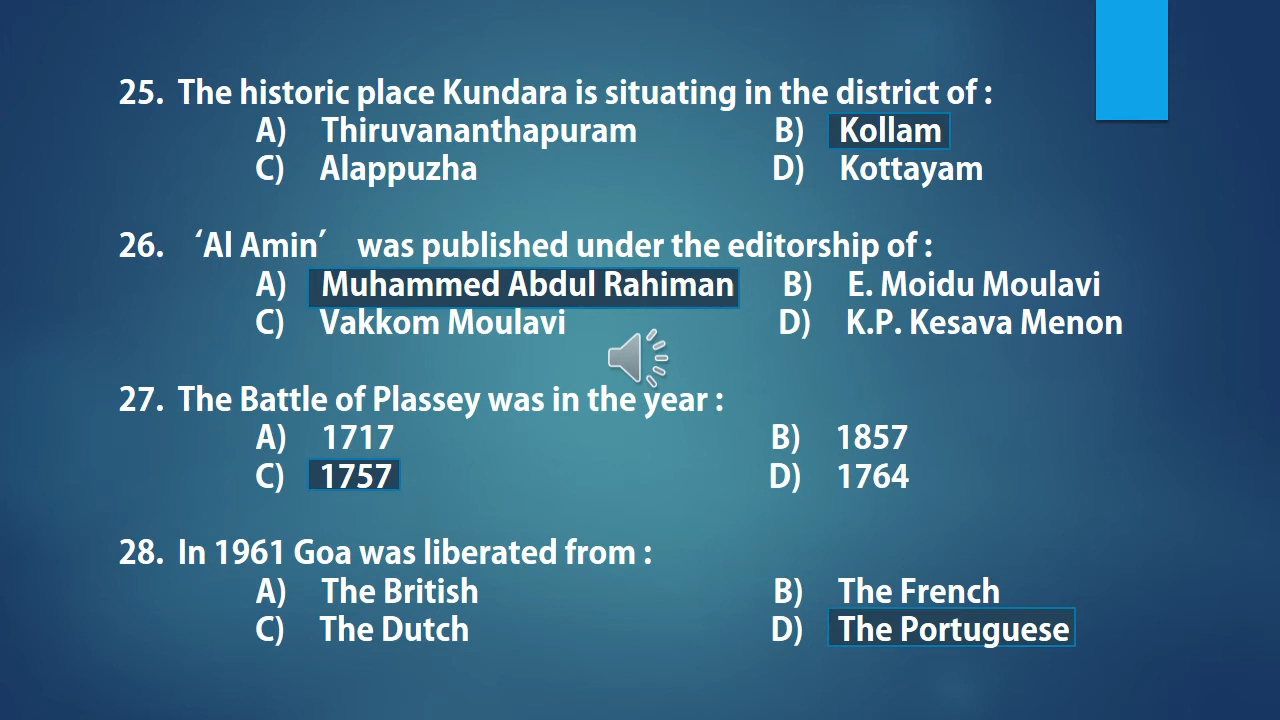 25. The historic place Kundara is situating in the district of :
A) Thiruvananthapuram B) Kollam
C) Alappuzha D) Kottayam
26. ‘Al Amin’ was published under the editorship of :
A) Muhammed Abdul Rahiman B) E. Moidu Moulavi
C) Vakkom Moulavi D) K.P. Kesava Menon
27. The Battle of Plassey was in the year :
A) 1717 B) 1857
C) 1757 D) 1764
28. In 1961 Goa was liberated from :
A) The British B) The French
C) The Dutch D) The Portuguese